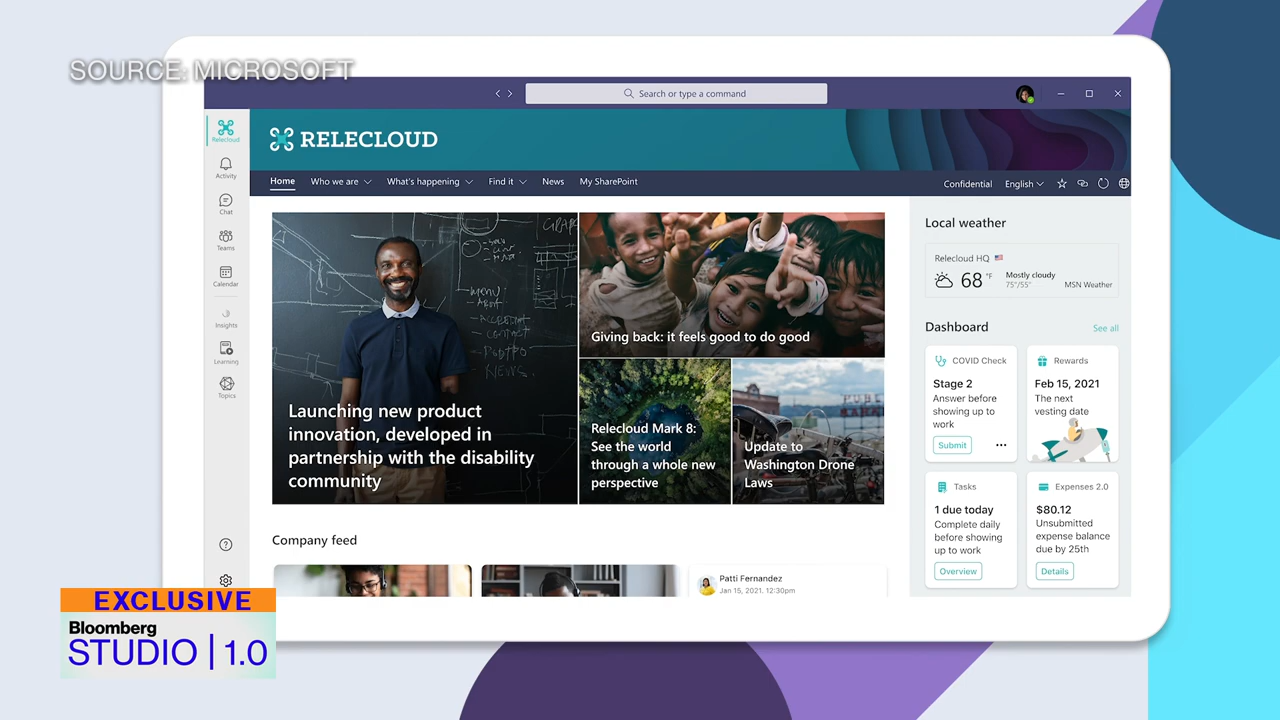 SOURCE: MICROSOFT
Search or type a command
RELECLOUD
Relecloud
Activity
Chat
Teams
Calendar
Insights
Learning
Topics
Home
Who we are
What's happening
Find it
News
My SharePoint
Confidential
English
Launching new product
innovation, developed in
partnership with the disability
community
Giving back: it feels good to do good
Relecloud Mark 8:
See the world
through a whole new
perspective
Update to
Washington Drone
Laws
Local weather
Relecloud HQ
68 °F
Mostly cloudy
75°/55°
MSN Weather
Dashboard
See all
COVID Check
Stage 2
Answer before
showing up to
work
Submit
Rewards
Feb 15, 2021
The next
vesting date
Tasks
1 due today
Complete daily
before showing
up to work
Overview
Expenses 2.0
$80.12
Unsubmitted
expense balance
due by 25th
Details
Company feed
Patti Fernandez
Jan 15, 2021. 12:30pm
EXCLUSIVE
Bloomberg
STUDIO | 1.0